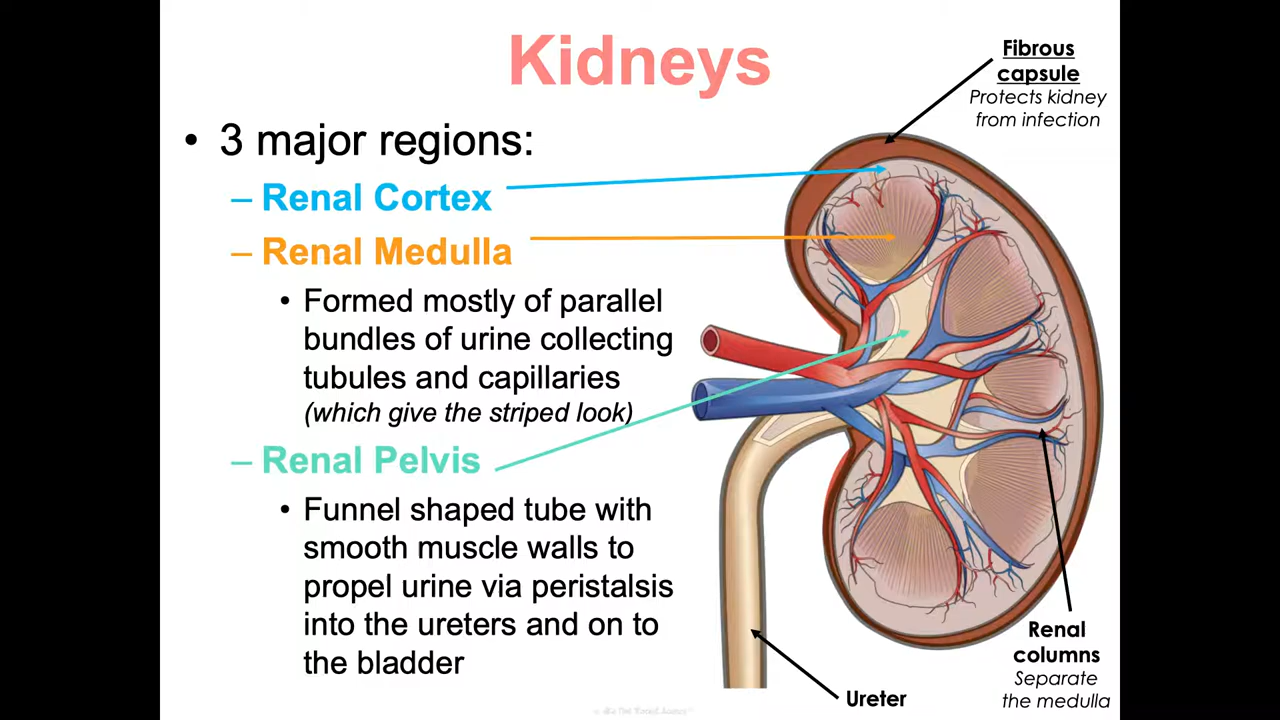 Kidneys
• 3 major regions:
– Renal Cortex
– Renal Medulla
• Formed mostly of parallel
bundles of urine collecting
tubules and capillaries
(which give the striped look)
– Renal Pelvis
• Funnel shaped tube with
smooth muscle walls to
propel urine via peristalsis
into the ureters and on to
the bladder
Fibrous
capsule
Protects kidney
from infection
Renal
columns
Separate
the medulla
Ureter